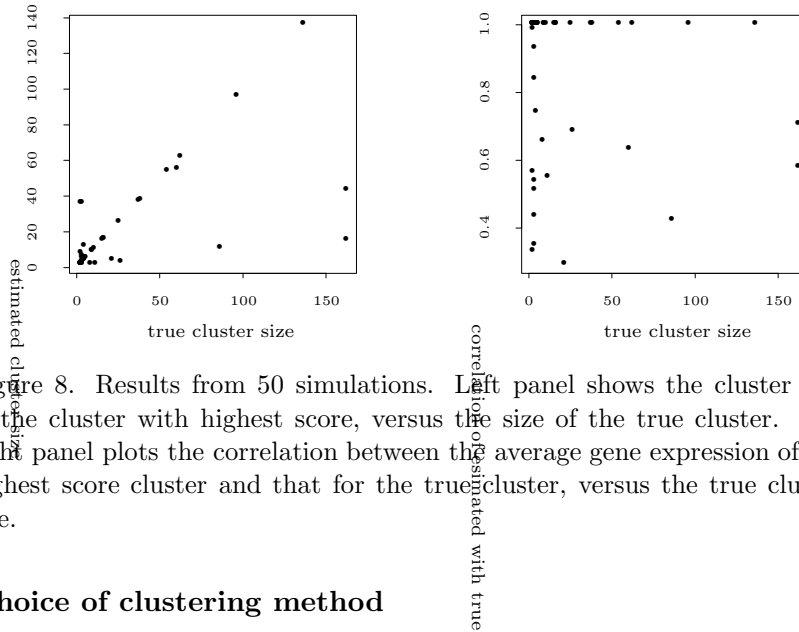 140
120
100
80
60
40
20
0
estimated cluster size
0 50 100 150
true cluster size
1.0
0.8
0.6
0.4
correlation of estimated with true
0 50 100 150
true cluster size
gure 8. Results from 50 simulations. Left panel shows the cluster
the cluster with highest score, versus the size of the true cluster.
ht panel plots the correlation between the average gene expression of
ghest score cluster and that for the true cluster, versus the true clu
e.
hoice of clustering method